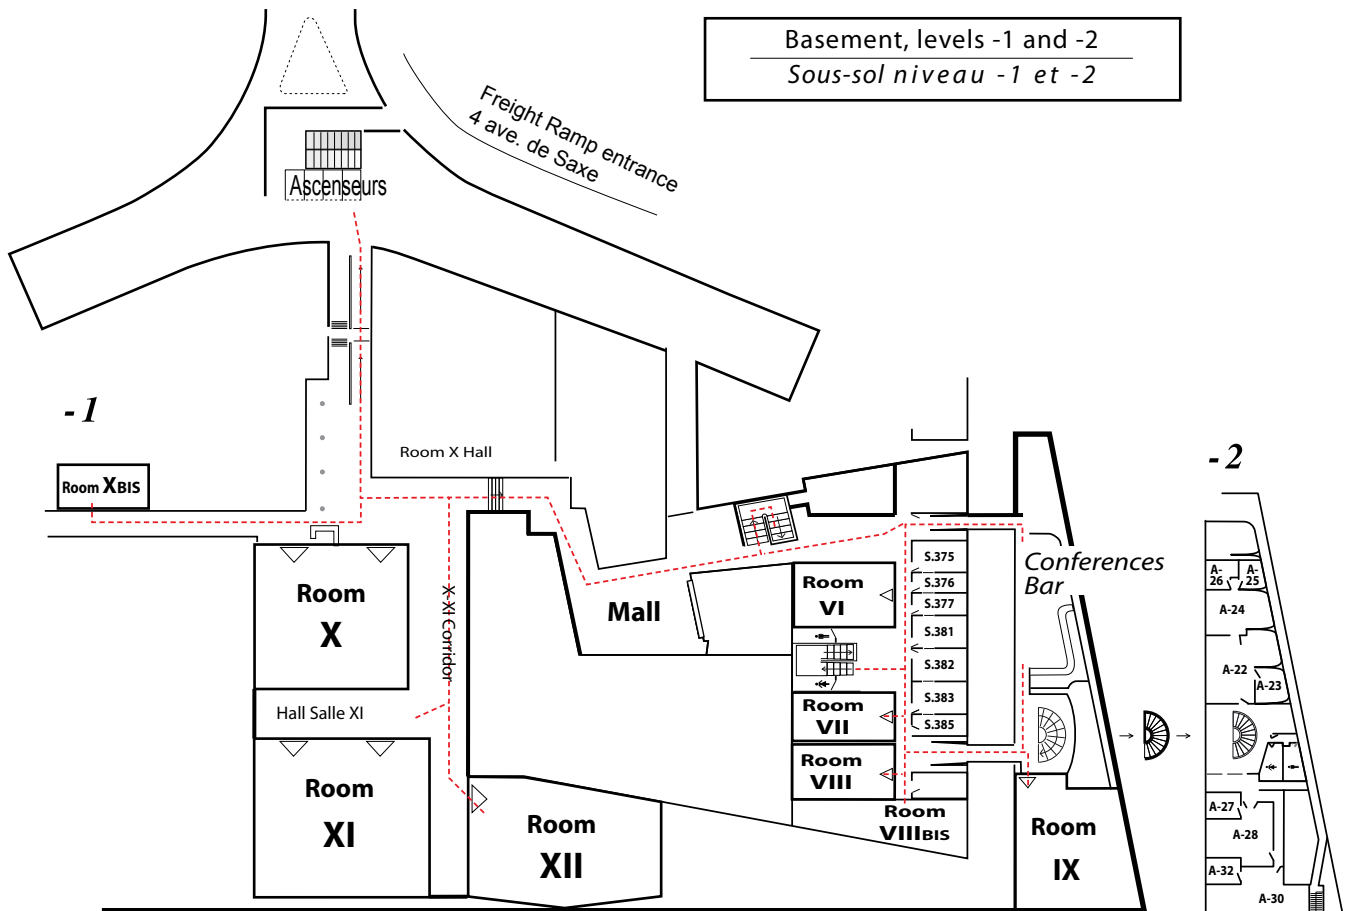 Basement, levels -1 and -2
Sous-sol niveau -1 et -2
Freight Ramp entrance
4 ave. de Saxe
Ascenseurs
-1
-2
Room X Hall
Room XBIS
Room
X
X-XI Corridor
Hall Salle XI
Room
XI
Room
XII
Mall
Room
VI
Room
VII
Room
VIII
Room
VIIIBIS
S.375
S.376
S.377
S.381
S.382
S.383
S.385
Conferences
Bar
Room
IX
A-
26
A-
25
A-24
A-22
A-23
A-27
A-28
A-32
A-30